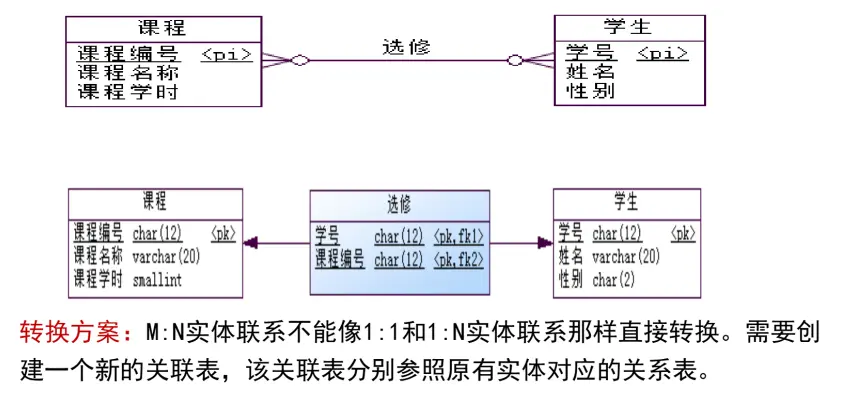 课程
课程编号 <pi>
课程名称
课程学时
选修
学生
学号 <pi>
姓名
性别
课程
课程编号 char(12) <pk>
课程名称 varchar(20)
课程学时 smallint
选修
学号 char(12) <pk,fk1>
课程编号 char(12) <pk,fk2>
学生
学号 char(12) <pk>
姓名 varchar(20)
性别 char(2)
转换方案：M:N实体联系不能像1:1和1:N实体联系那样直接转换。需要创
建一个新的关联表，该关联表分别参照原有实体对应的关系表。